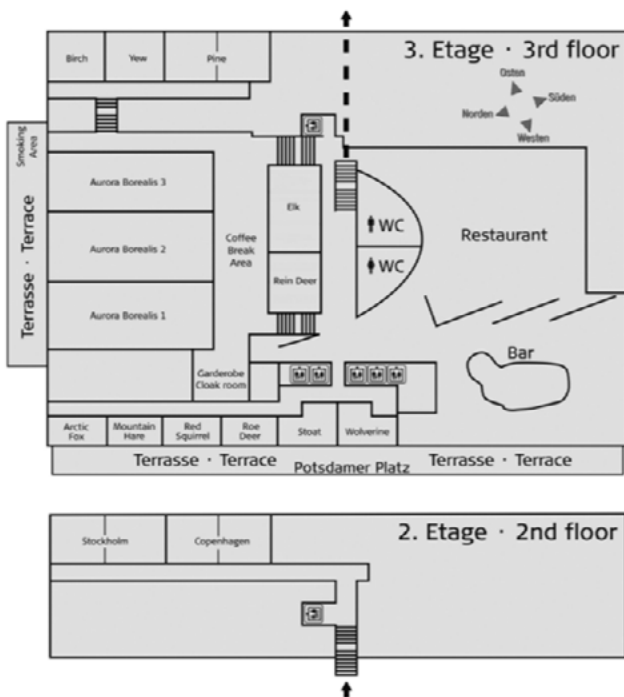 3. Etage · 3rd floor
Birch
Yew
Pine
Osten
Süden
Norden
Westen
Smoking
Area
Terrasse · Terrace
Aurora Borealis 3
Aurora Borealis 2
Aurora Borealis 1
Coffee
Break
Area
Elk
Rein Deer
WC
WC
Restaurant
Bar
Garderobe
Cloak room
Arctic
Fox
Mountain
Hare
Red
Squirrel
Roe
Deer
Stoat
Wolverine
Terrasse · Terrace
Potsdamer Platz
Terrasse · Terrace
2. Etage · 2nd floor
Stockholm
Copenhagen